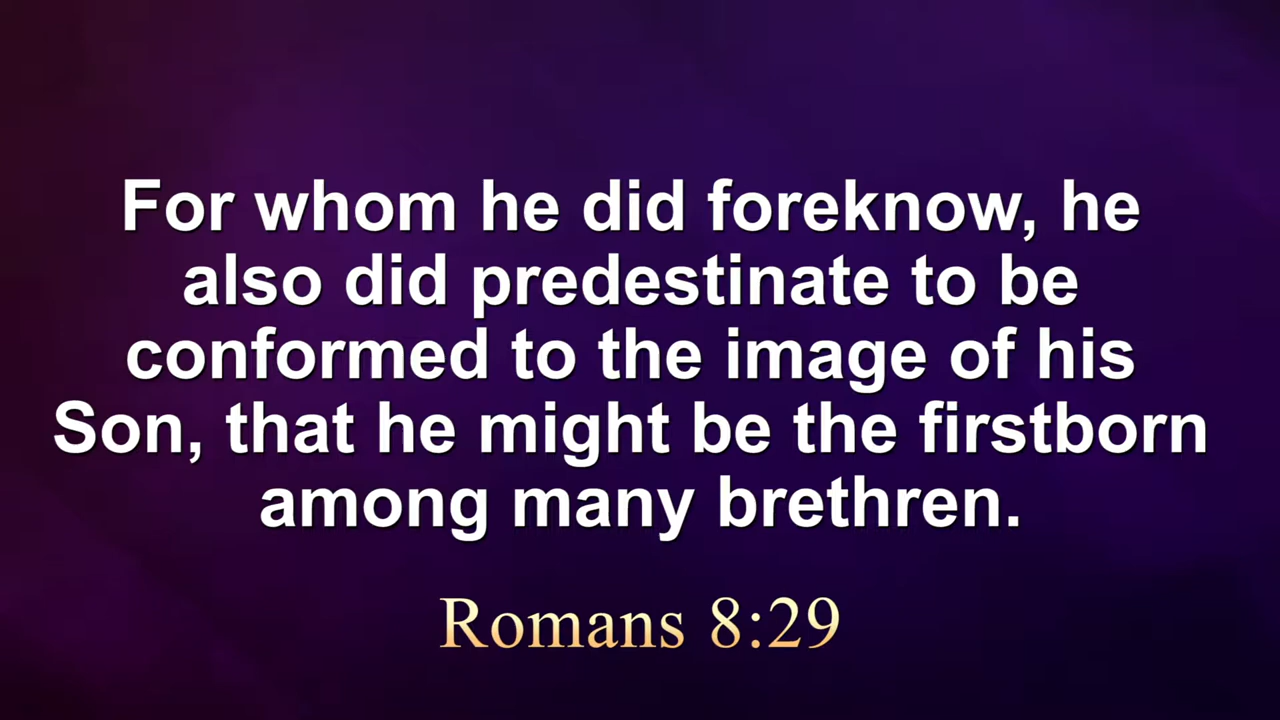 For whom he did foreknow, he
also did predestinate to be
conformed to the image of his
Son, that he might be the firstborn
among many brethren.
Romans 8:29